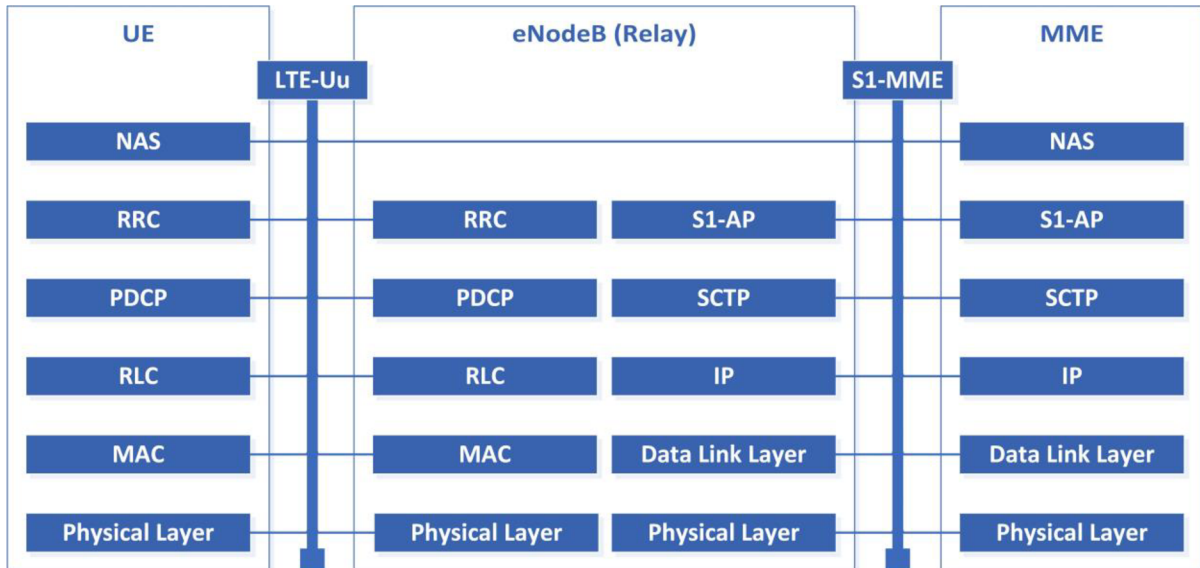 UE
eNodeB (Relay)
MME
LTE-Uu
S1-MME
NAS
NAS
RRC
RRC
S1-AP
S1-AP
PDCP
PDCP
SCTP
SCTP
RLC
RLC
IP
IP
MAC
MAC
Data Link Layer
Data Link Layer
Physical Layer
Physical Layer
Physical Layer
Physical Layer